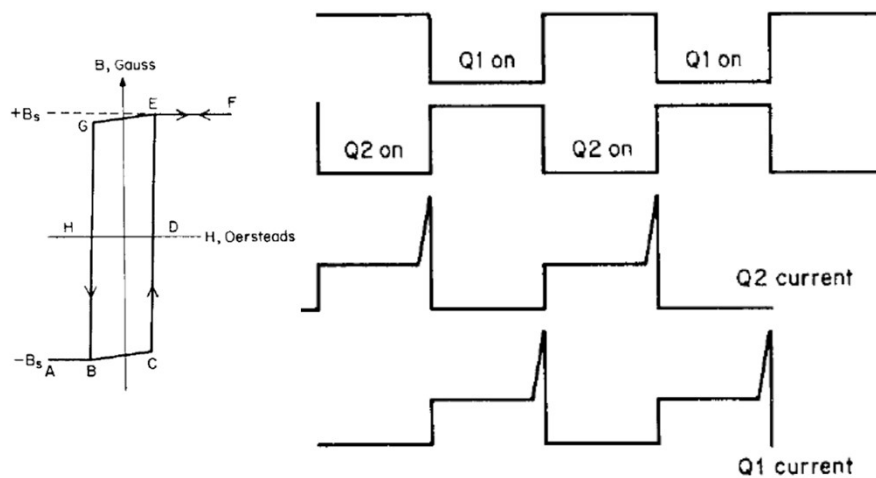 B, Gauss
+Bs
E
F
G
H
D
H, Oersteads
−Bs
A
B
C
Q1 on
Q1 on
Q2 on
Q2 on
Q2 current
Q1 current